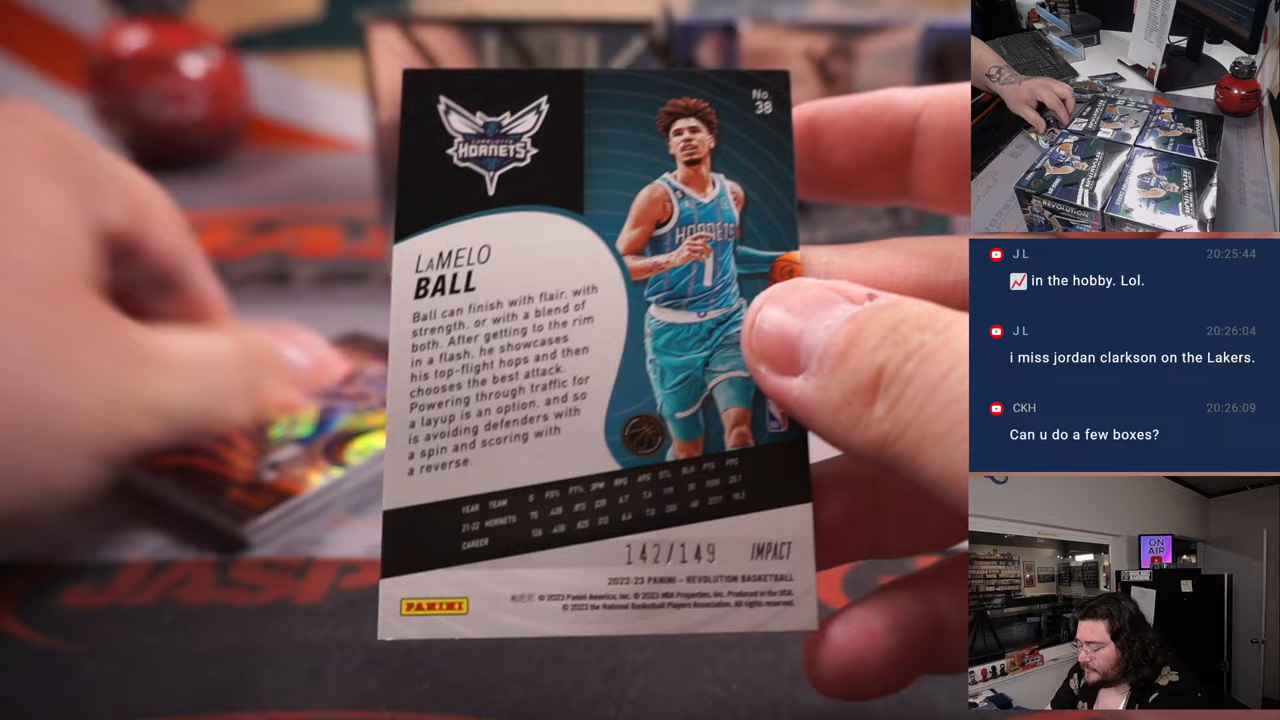 No.
38
CHARLOTTE
HORNETS
HORNETS
1
LaMELO
BALL
Ball can finish with flair, with
strength, or with a blend of
both. After getting to the rim
in a flash, he showcases
his top-flight hops and then
chooses the best attack.
Powering through traffic for
a layup is an option, and so
is avoiding defenders with
a spin and scoring with
a reverse.
YEAR TEAM G FG% FT% 3PM RPG APG STL BLK PTS PPG
21-22 HORNETS 75
CAREER 126
142/149 IMPACT
2022-23 PANINI – REVOLUTION BASKETBALL
© 2023 Panini America, Inc. © 2023 NBA Properties, Inc. Produced in the USA.
© 2023 the National Basketball Players Association. All rights reserved.
PANINI
REVOLUTION
J L 20:25:44
📈 in the hobby. Lol.
J L 20:26:04
i miss jordan clarkson on the Lakers.
CKH 20:26:09
Can u do a few boxes?
ON
AIR